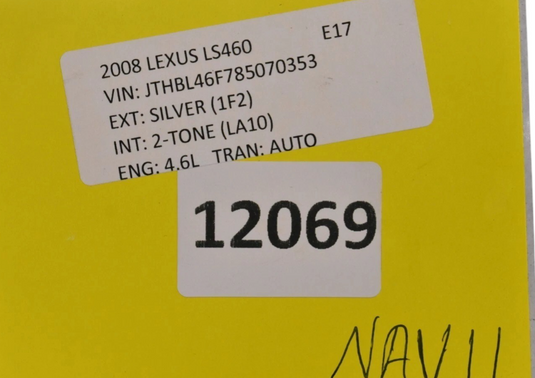 2008 LEXUS LS460 E17
VIN: JTHBL46F785070353
EXT: SILVER (1F2)
INT: 2-TONE (LA10)
ENG: 4.6L TRAN: AUTO
12069
NAV